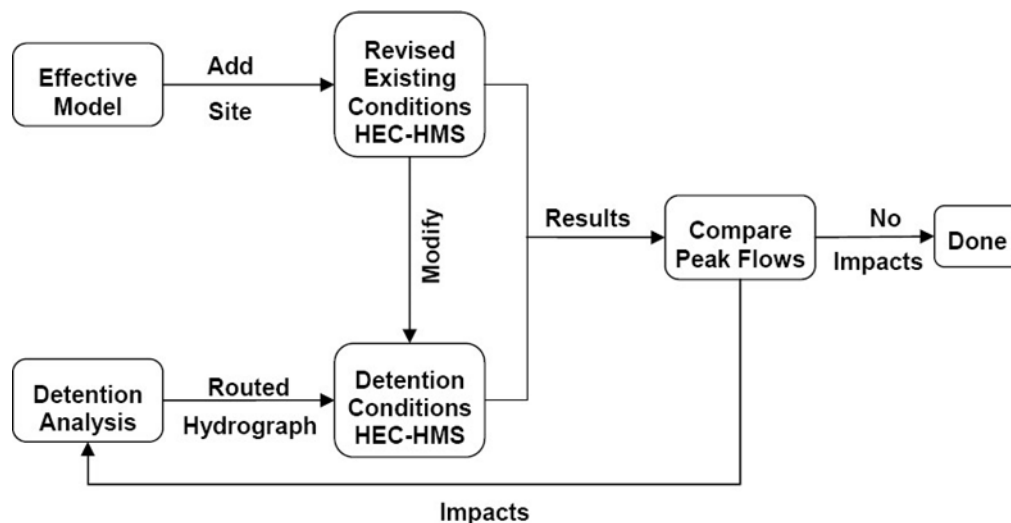 Effective
Model
Add
Site
Revised
Existing
Conditions
HEC-HMS
Modify
Results
Compare
Peak Flows
No
Impacts
Done
Detention
Analysis
Routed
Hydrograph
Detention
Conditions
HEC-HMS
Impacts